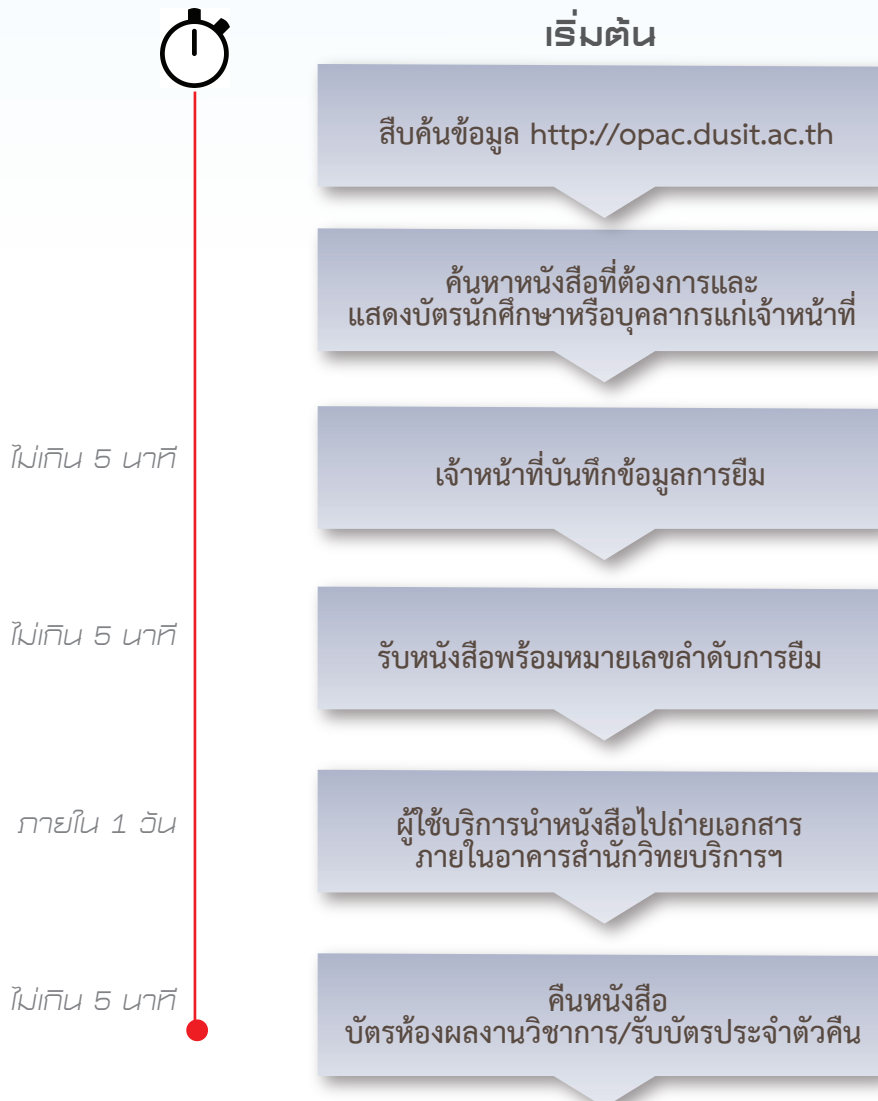 เริ่มต้น
สืบค้นข้อมูล http://opac.dusit.ac.th
ค้นหาหนังสือที่ต้องการและ
แสดงบัตรนักศึกษาหรือบุคลากรแก่เจ้าหน้าที่
ไม่เกิน 5 นาที
เจ้าหน้าที่บันทึกข้อมูลการยืม
ไม่เกิน 5 นาที
รับหนังสือพร้อมหมายเลขลำดับการยืม
ภายใน 1 วัน
ผู้ใช้บริการนำหนังสือไปถ่ายเอกสาร
ภายในอาคารสำนักวิทยบริการฯ
ไม่เกิน 5 นาที
คืนหนังสือ
บัตรห้องผลงานวิชาการ/รับบัตรประจำตัวคืน